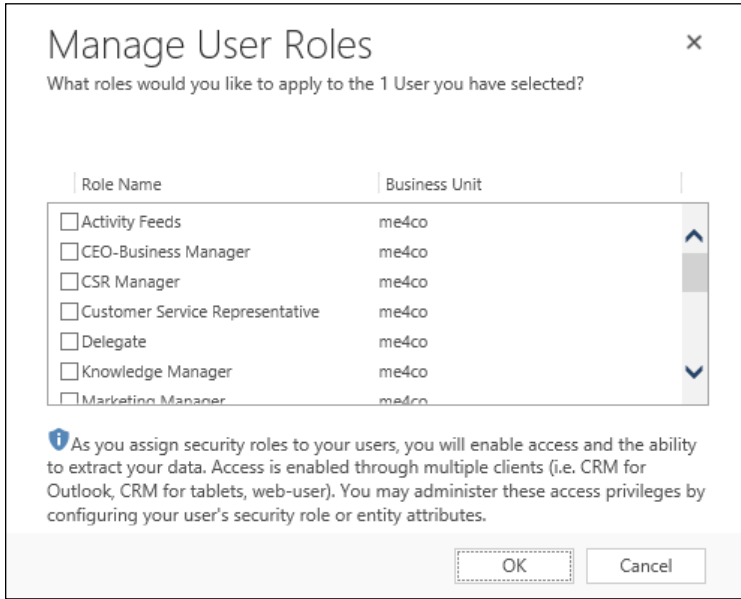 Manage User Roles
What roles would you like to apply to the 1 User you have selected?
Role Name Business Unit
Activity Feeds me4co
CEO-Business Manager me4co
CSR Manager me4co
Customer Service Representative me4co
Delegate me4co
Knowledge Manager me4co
Marketing Manager me4co
As you assign security roles to your users, you will enable access and the ability
to extract your data. Access is enabled through multiple clients (i.e. CRM for
Outlook, CRM for tablets, web-user). You may administer these access privileges by
configuring your user's security role or entity attributes.
OK Cancel